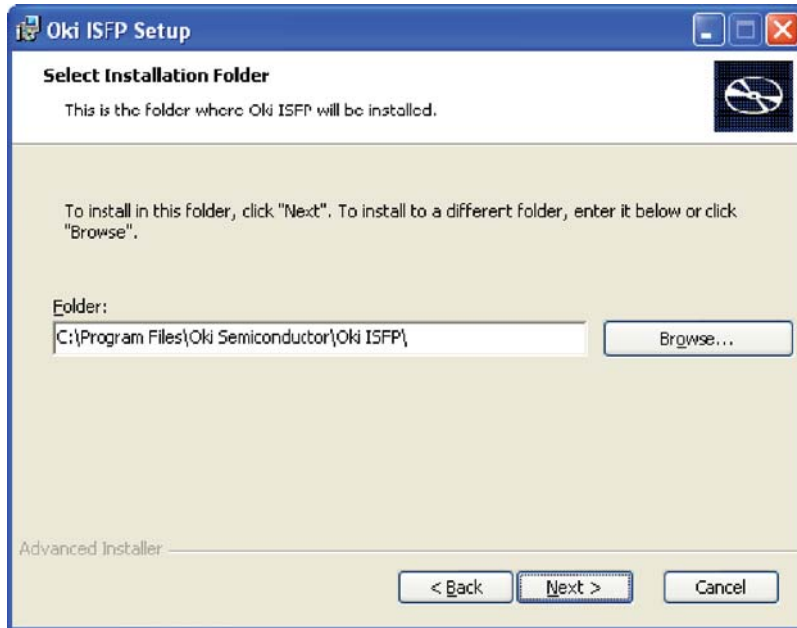 Oki ISFP Setup
Select Installation Folder
This is the folder where Oki ISFP will be installed.
To install in this folder, click "Next". To install to a different folder, enter it below or click
"Browse".
Folder:
C:\Program Files\Oki Semiconductor\Oki ISFP\
Browse...
Advanced Installer
< Back Next > Cancel